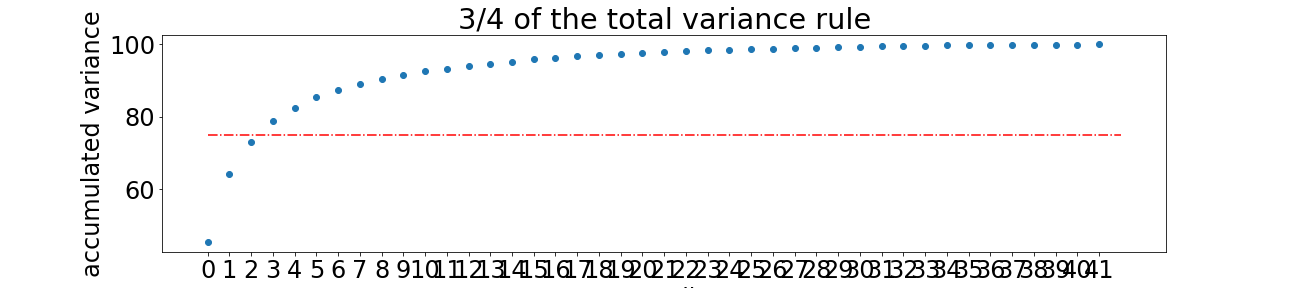 3/4 of the total variance rule
accumulated variance
100
80
60
0 1 2 3 4 5 6 7 8 9 10 11 12 13 14 15 16 17 18 19 20 21 22 23 24 25 26 27 28 29 30 31 32 33 34 35 36 37 38 39 40 41